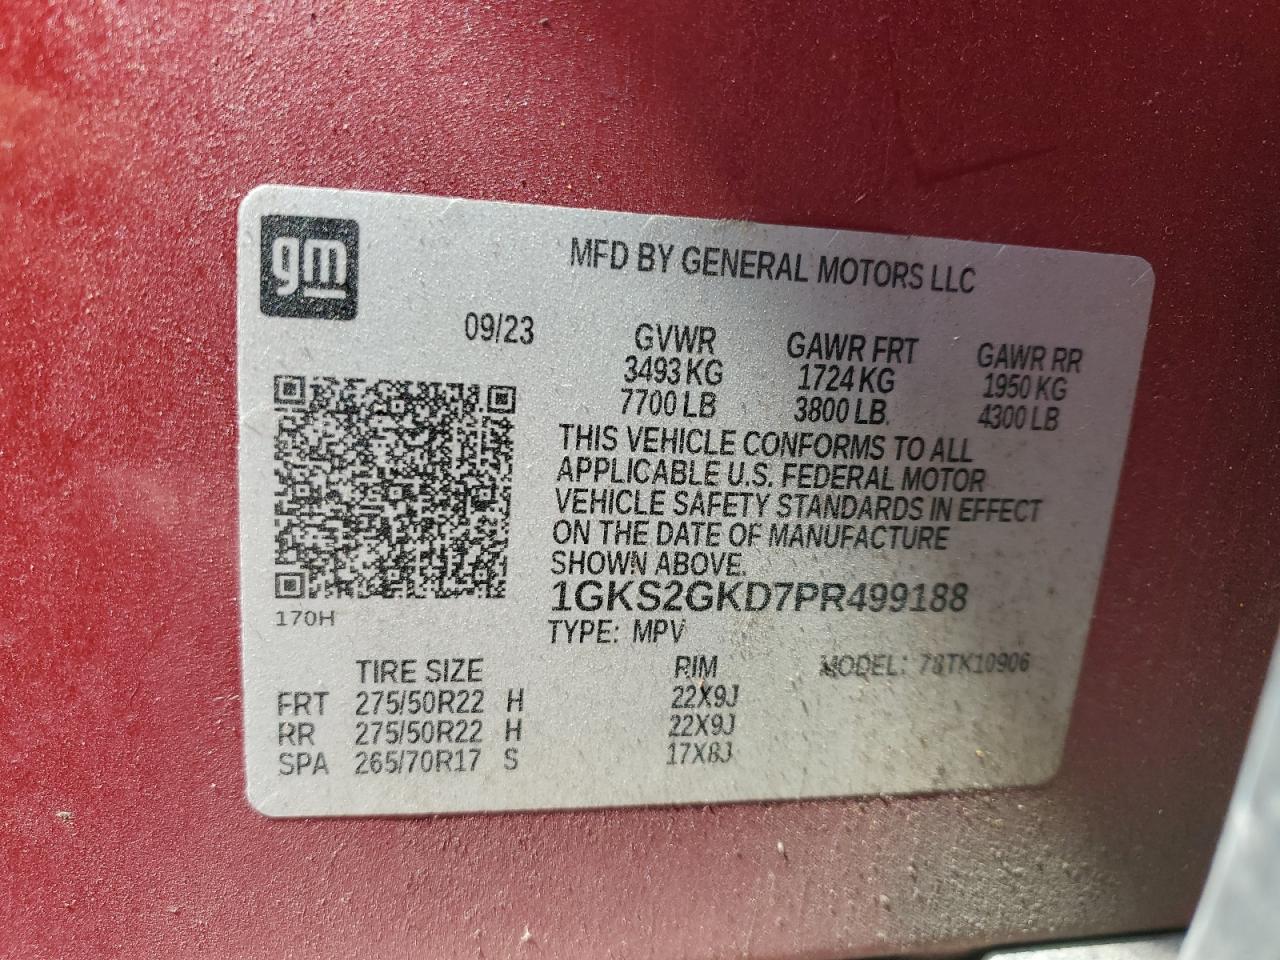 gm
MFD BY GENERAL MOTORS LLC
09/23
GVWR GAWR FRT GAWR RR
3493 KG 1724 KG 1950 KG
7700 LB 3800 LB. 4300 LB
THIS VEHICLE CONFORMS TO ALL
APPLICABLE U.S. FEDERAL MOTOR
VEHICLE SAFETY STANDARDS IN EFFECT
ON THE DATE OF MANUFACTURE
SHOWN ABOVE.
1GKS2GKD7PR499188
170H
TYPE: MPV
TIRE SIZE RIM MODEL: 78TK10906
FRT 275/50R22 H 22X9J
RR 275/50R22 H 22X9J
SPA 265/70R17 S 17X8J